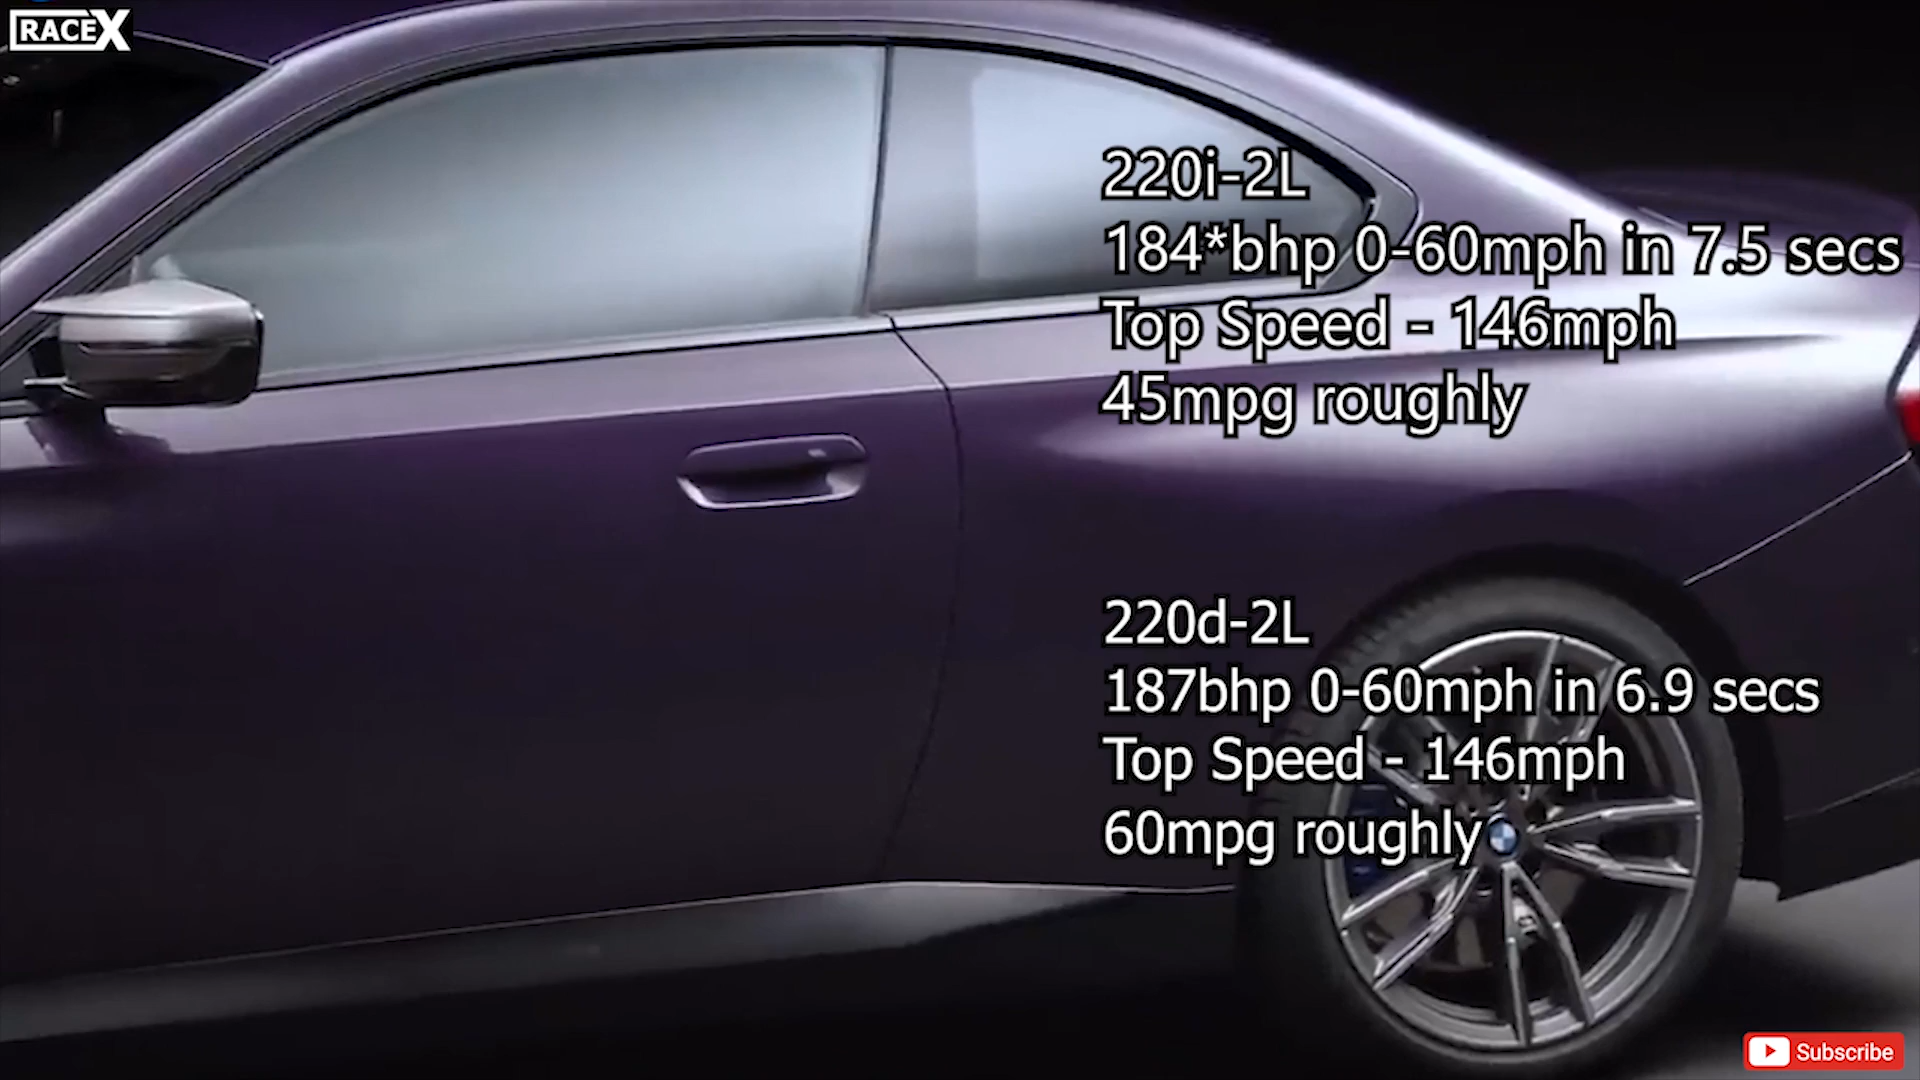 RACEX
220i-2L
184*bhp 0-60mph in 7.5 secs
Top Speed - 146mph
45mpg roughly
220d-2L
187bhp 0-60mph in 6.9 secs
Top Speed - 146mph
60mpg roughly
Subscribe